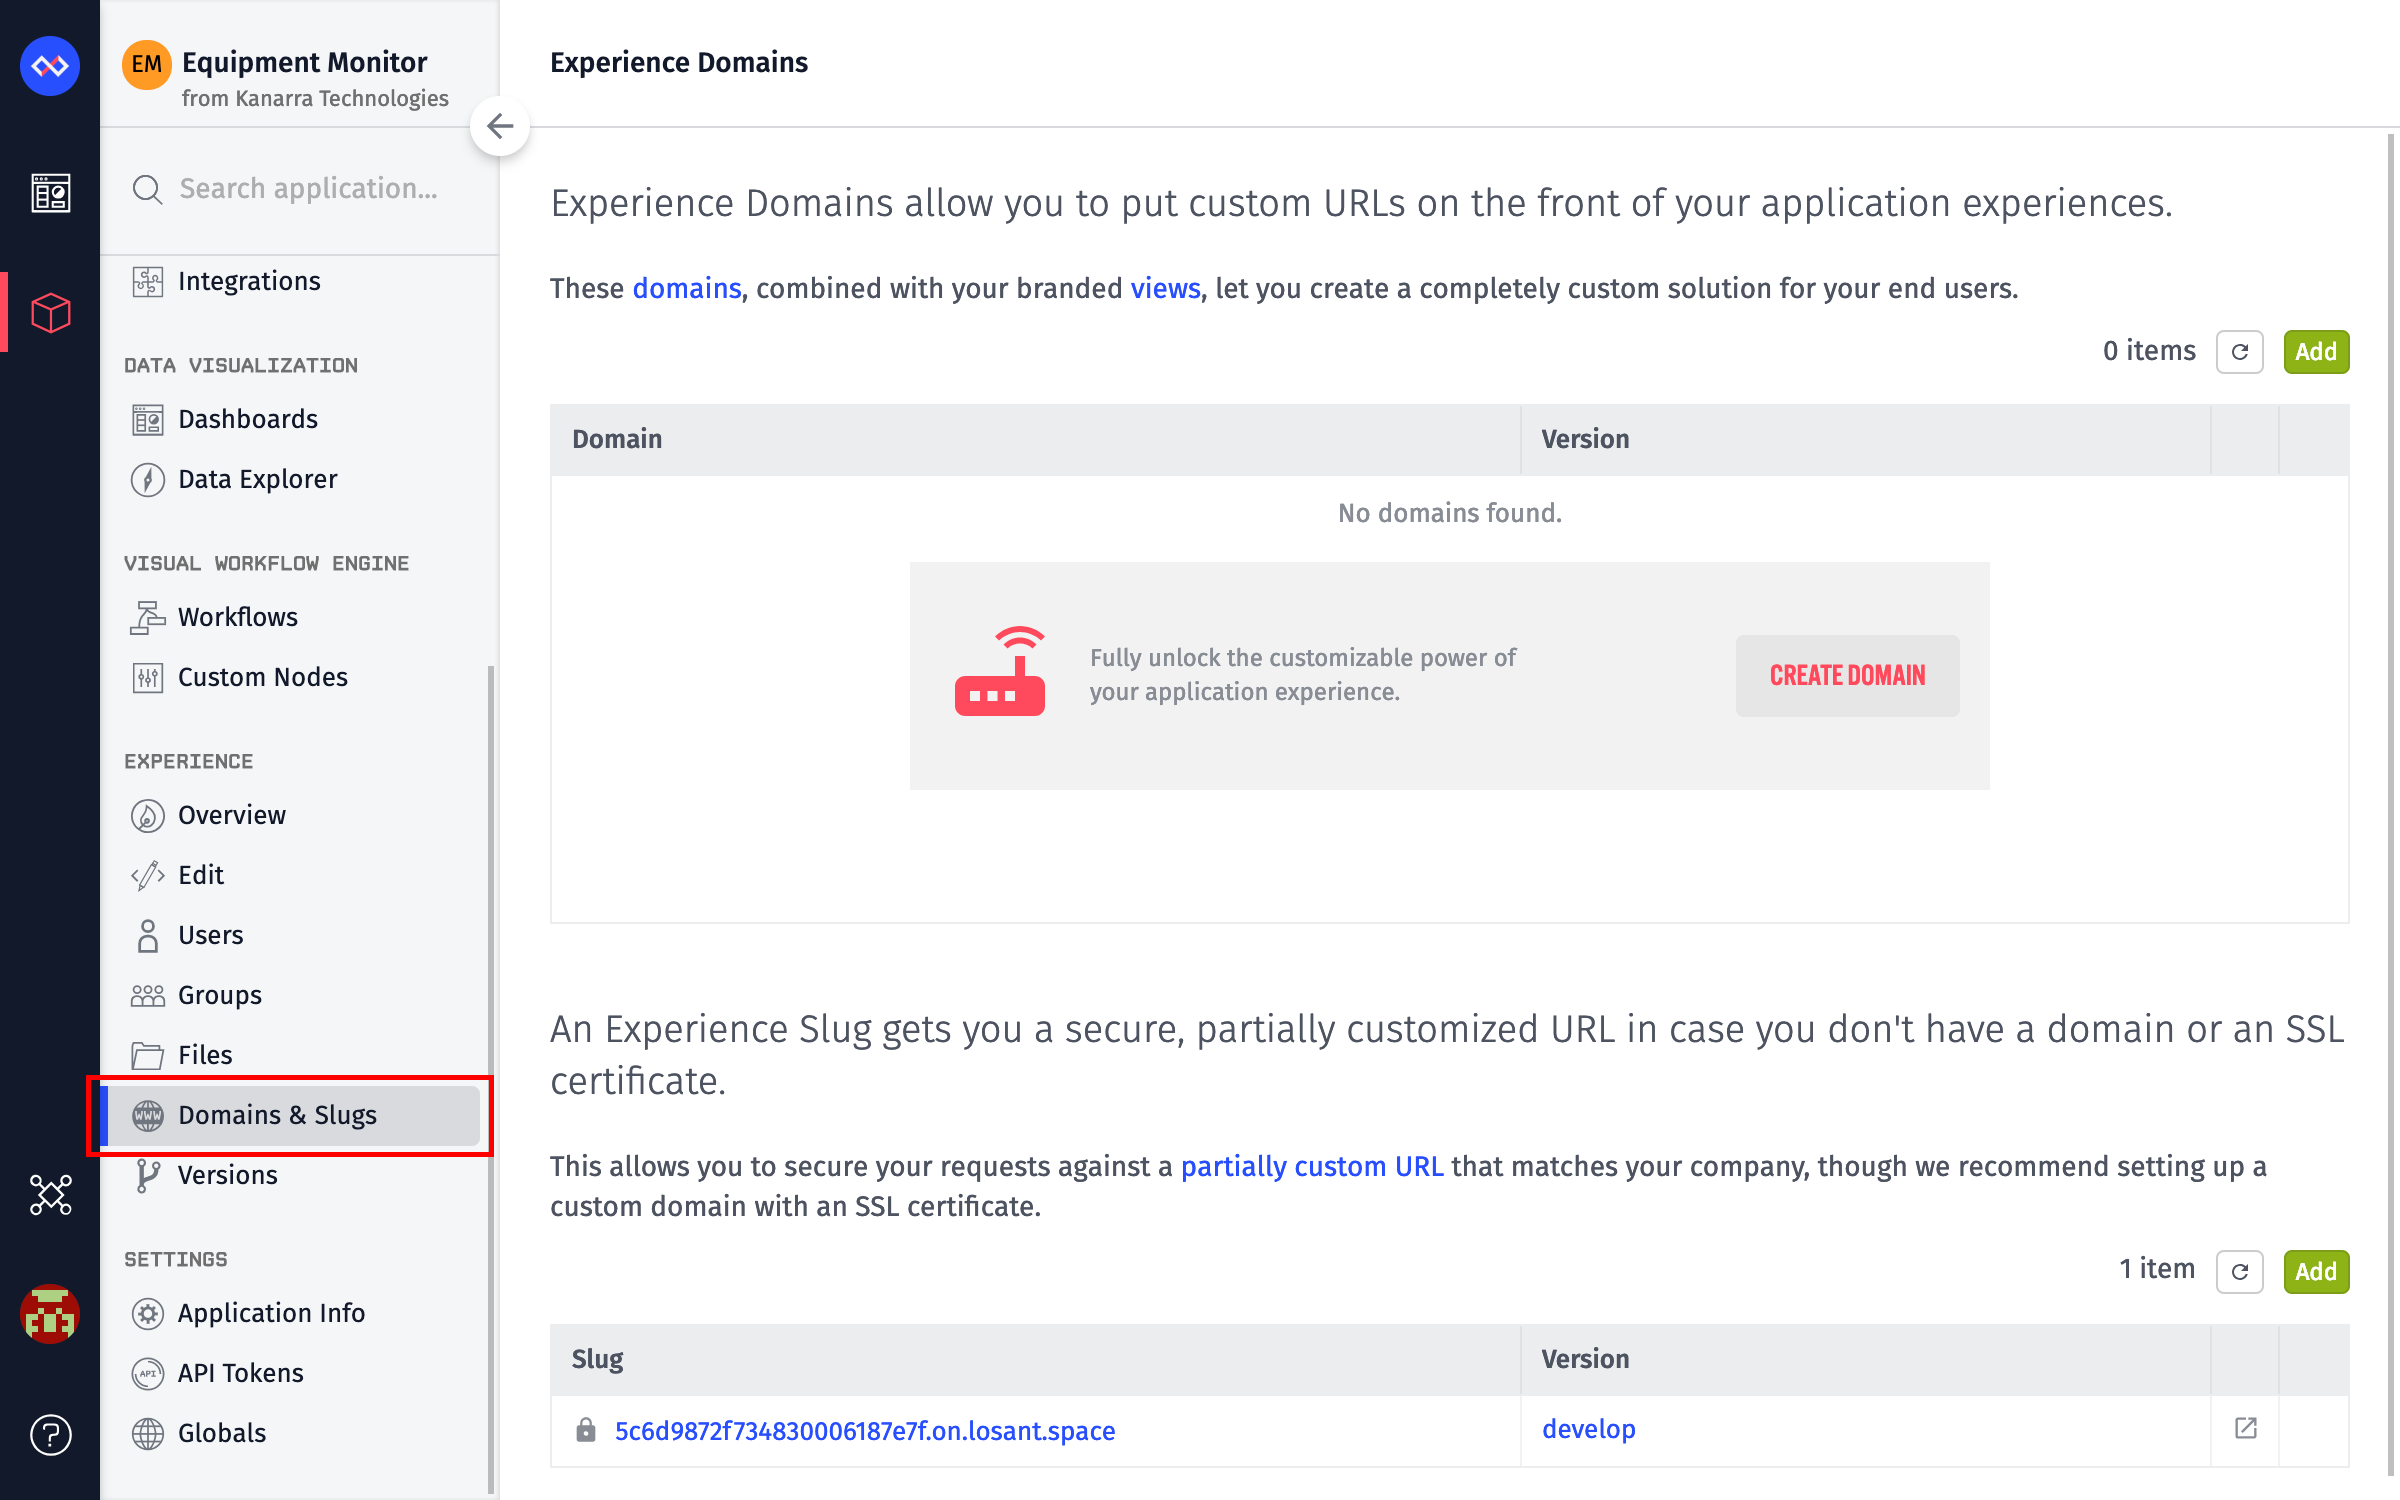 EM
Equipment Monitor
from Kanarra Technologies
Search application...
Integrations
DATA VISUALIZATION
Dashboards
Data Explorer
VISUAL WORKFLOW ENGINE
Workflows
Custom Nodes
EXPERIENCE
Overview
Edit
Users
Groups
Files
WWW
Domains & Slugs
Versions
SETTINGS
Application Info
API
API Tokens
Globals
?
Experience Domains
Experience Domains allow you to put custom URLs on the front of your application experiences.
These domains, combined with your branded views, let you create a completely custom solution for your end users.
0 items
Add
Domain
Version
No domains found.
Fully unlock the customizable power of
your application experience.
CREATE DOMAIN
An Experience Slug gets you a secure, partially customized URL in case you don't have a domain or an SSL
certificate.
This allows you to secure your requests against a partially custom URL that matches your company, though we recommend setting up a
custom domain with an SSL certificate.
1 item
Add
Slug
Version
5c6d9872f734830006187e7f.on.losant.space
develop